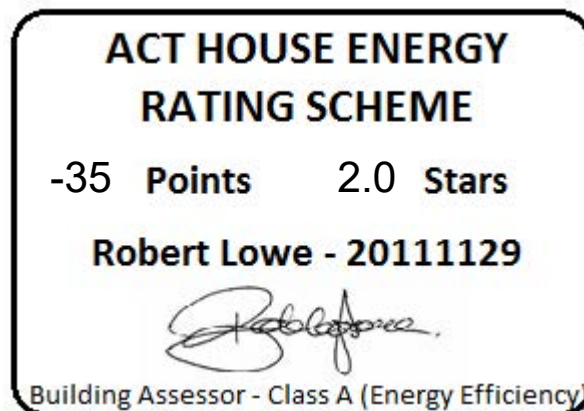 ACT HOUSE ENERGY
RATING SCHEME
-35 Points 2.0 Stars
Robert Lowe - 20111129
Building Assessor - Class A (Energy Efficiency)